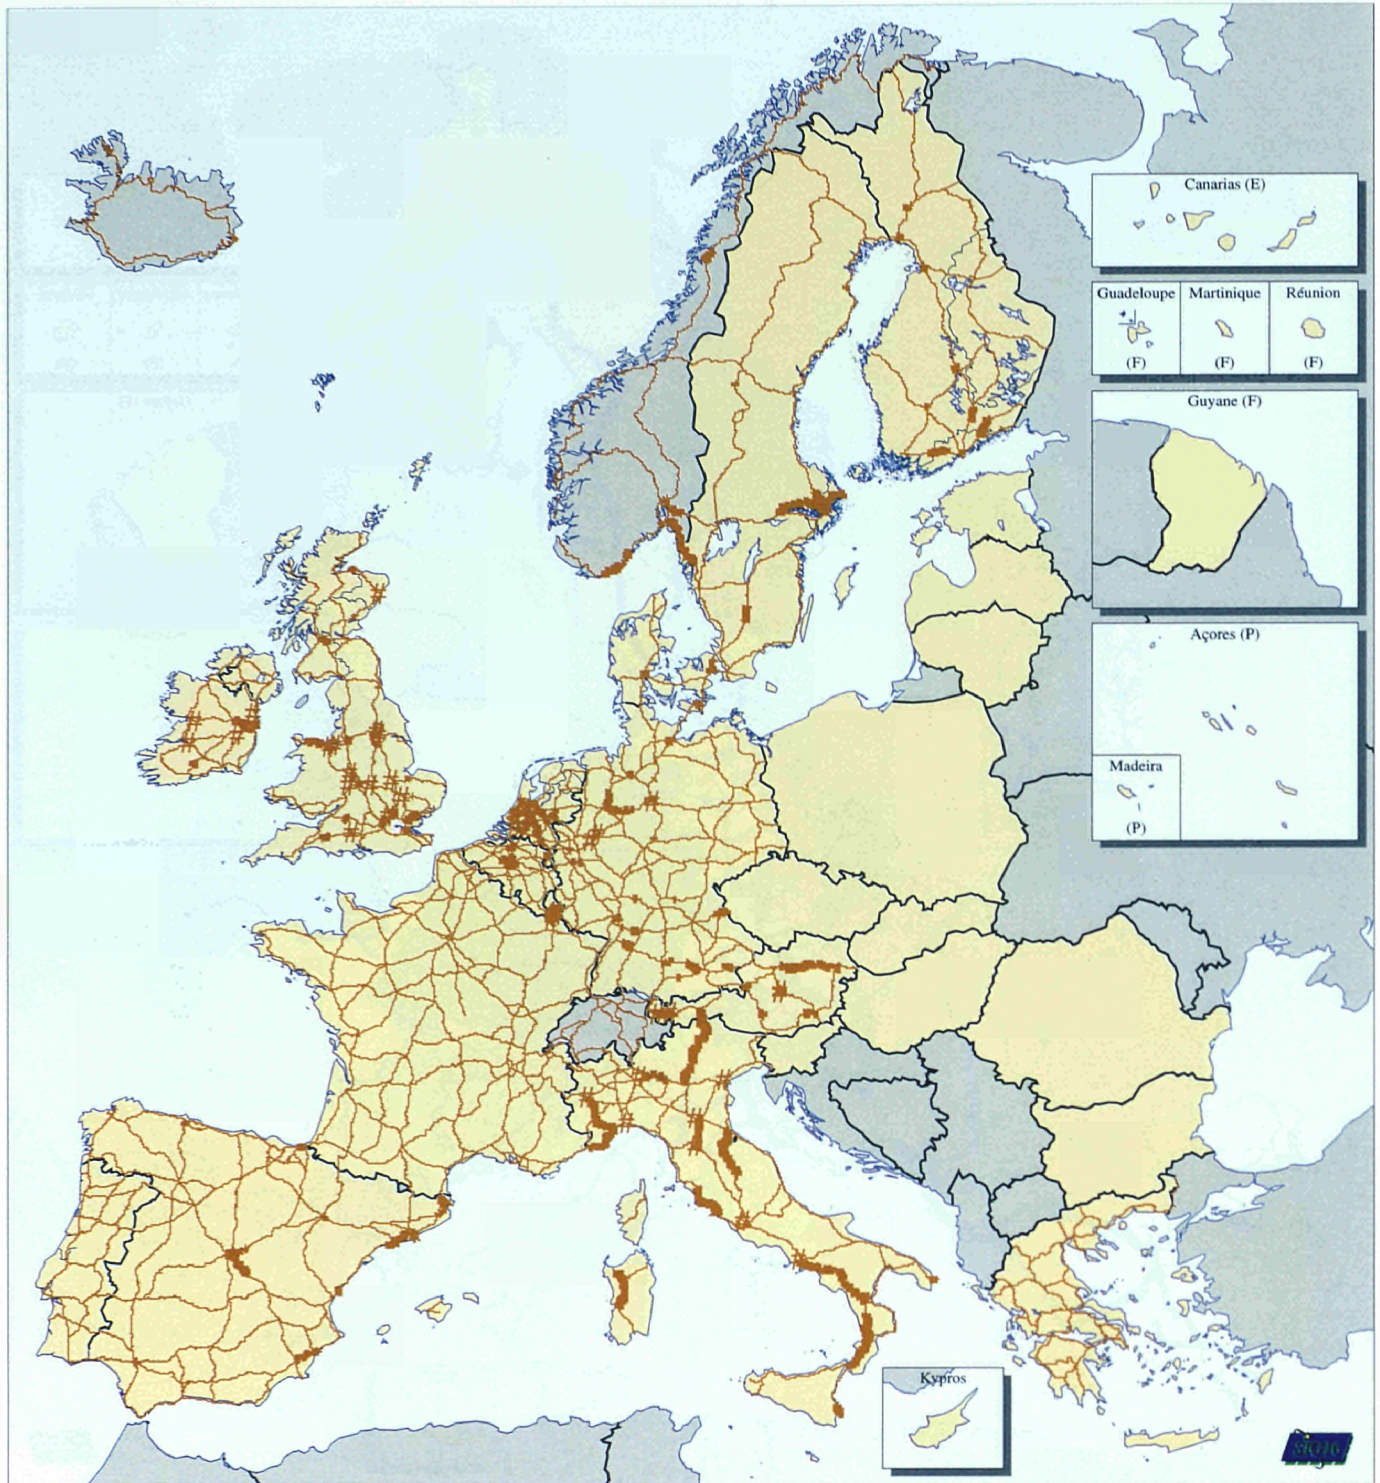 Canarias (E)
Guadeloupe
Martinique
Réunion
(F)
(F)
(F)
Guyane (F)
Açores (P)
Madeira
(P)
Kypros